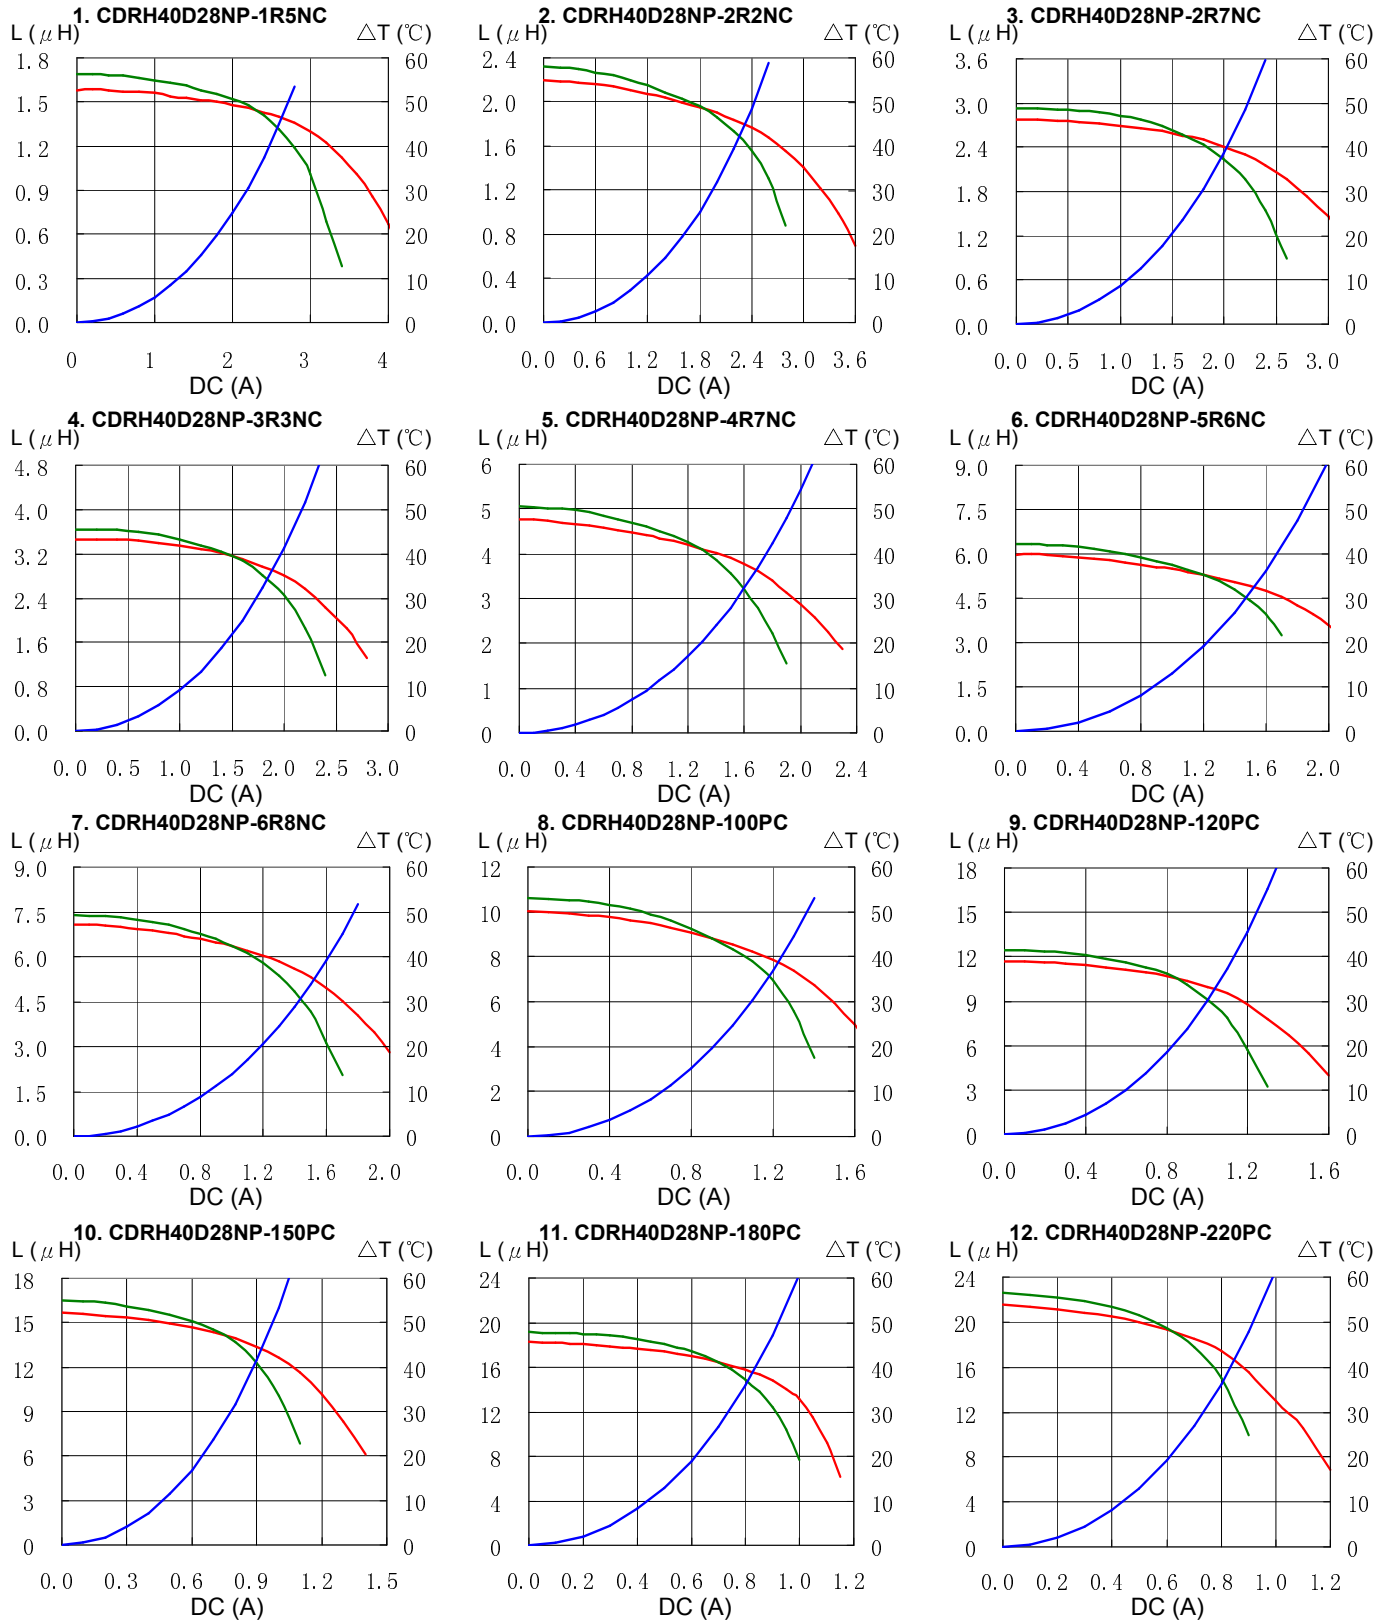 1. CDRH40D28NP-1R5NC
L (μH) △T (℃)
1.8 60
1.5 50
1.2 40
0.9 30
0.6 20
0.3 10
0.0 0
0 1 2 3 4
DC (A)
2. CDRH40D28NP-2R2NC
L (μH) △T (℃)
2.4 60
2.0 50
1.6 40
1.2 30
0.8 20
0.4 10
0.0 0
0.0 0.6 1.2 1.8 2.4 3.0 3.6
DC (A)
3. CDRH40D28NP-2R7NC
L (μH) △T (℃)
3.6 60
3.0 50
2.4 40
1.8 30
1.2 20
0.6 10
0.0 0
0.0 0.5 1.0 1.5 2.0 2.5 3.0
DC (A)
4. CDRH40D28NP-3R3NC
L (μH) △T (℃)
4.8 60
4.0 50
3.2 40
2.4 30
1.6 20
0.8 10
0.0 0
0.0 0.5 1.0 1.5 2.0 2.5 3.0
DC (A)
5. CDRH40D28NP-4R7NC
L (μH) △T (℃)
6 60
5 50
4 40
3 30
2 20
1 10
0 0
0.0 0.4 0.8 1.2 1.6 2.0 2.4
DC (A)
6. CDRH40D28NP-5R6NC
L (μH) △T (℃)
9.0 60
7.5 50
6.0 40
4.5 30
3.0 20
1.5 10
0.0 0
0.0 0.4 0.8 1.2 1.6 2.0
DC (A)
7. CDRH40D28NP-6R8NC
L (μH) △T (℃)
9.0 60
7.5 50
6.0 40
4.5 30
3.0 20
1.5 10
0.0 0
0.0 0.4 0.8 1.2 1.6 2.0
DC (A)
8. CDRH40D28NP-100PC
L (μH) △T (℃)
12 60
10 50
8 40
6 30
4 20
2 10
0 0
0.0 0.4 0.8 1.2 1.6
DC (A)
9. CDRH40D28NP-120PC
L (μH) △T (℃)
18 60
15 50
12 40
9 30
6 20
3 10
0 0
0.0 0.4 0.8 1.2 1.6
DC (A)
10. CDRH40D28NP-150PC
L (μH) △T (℃)
18 60
15 50
12 40
9 30
6 20
3 10
0 0
0.0 0.3 0.6 0.9 1.2 1.5
DC (A)
11. CDRH40D28NP-180PC
L (μH) △T (℃)
24 60
20 50
16 40
12 30
8 20
4 10
0 0
0.0 0.2 0.4 0.6 0.8 1.0 1.2
DC (A)
12. CDRH40D28NP-220PC
L (μH) △T (℃)
24 60
20 50
16 40
12 30
8 20
4 10
0 0
0.0 0.2 0.4 0.6 0.8 1.0 1.2
DC (A)